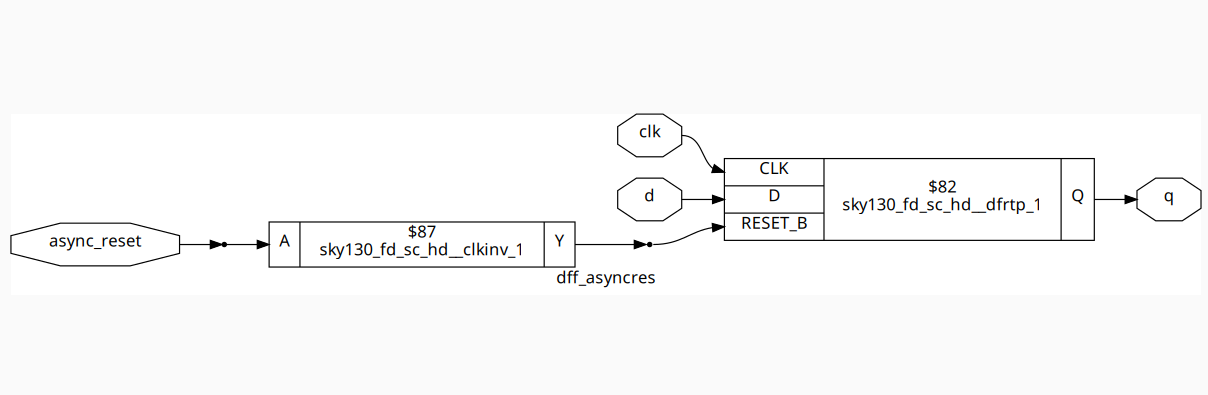 clk
CLK
d
D
$82
sky130_fd_sc_hd__dfrtp_1
Q
q
RESET_B
async_reset
A
$87
sky130_fd_sc_hd__clkinv_1
Y
dff_asyncres